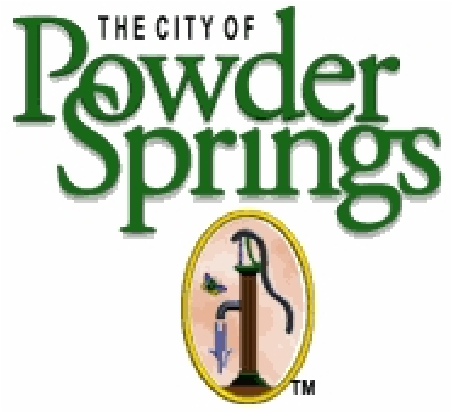 THE CITY OF
Powder
Springs
TM